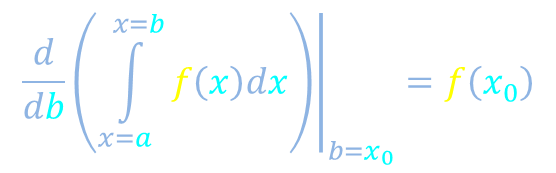 d/db ( ∫_{x=a}^{x=b} f(x)dx ) |_{b=x₀} = f(x₀)